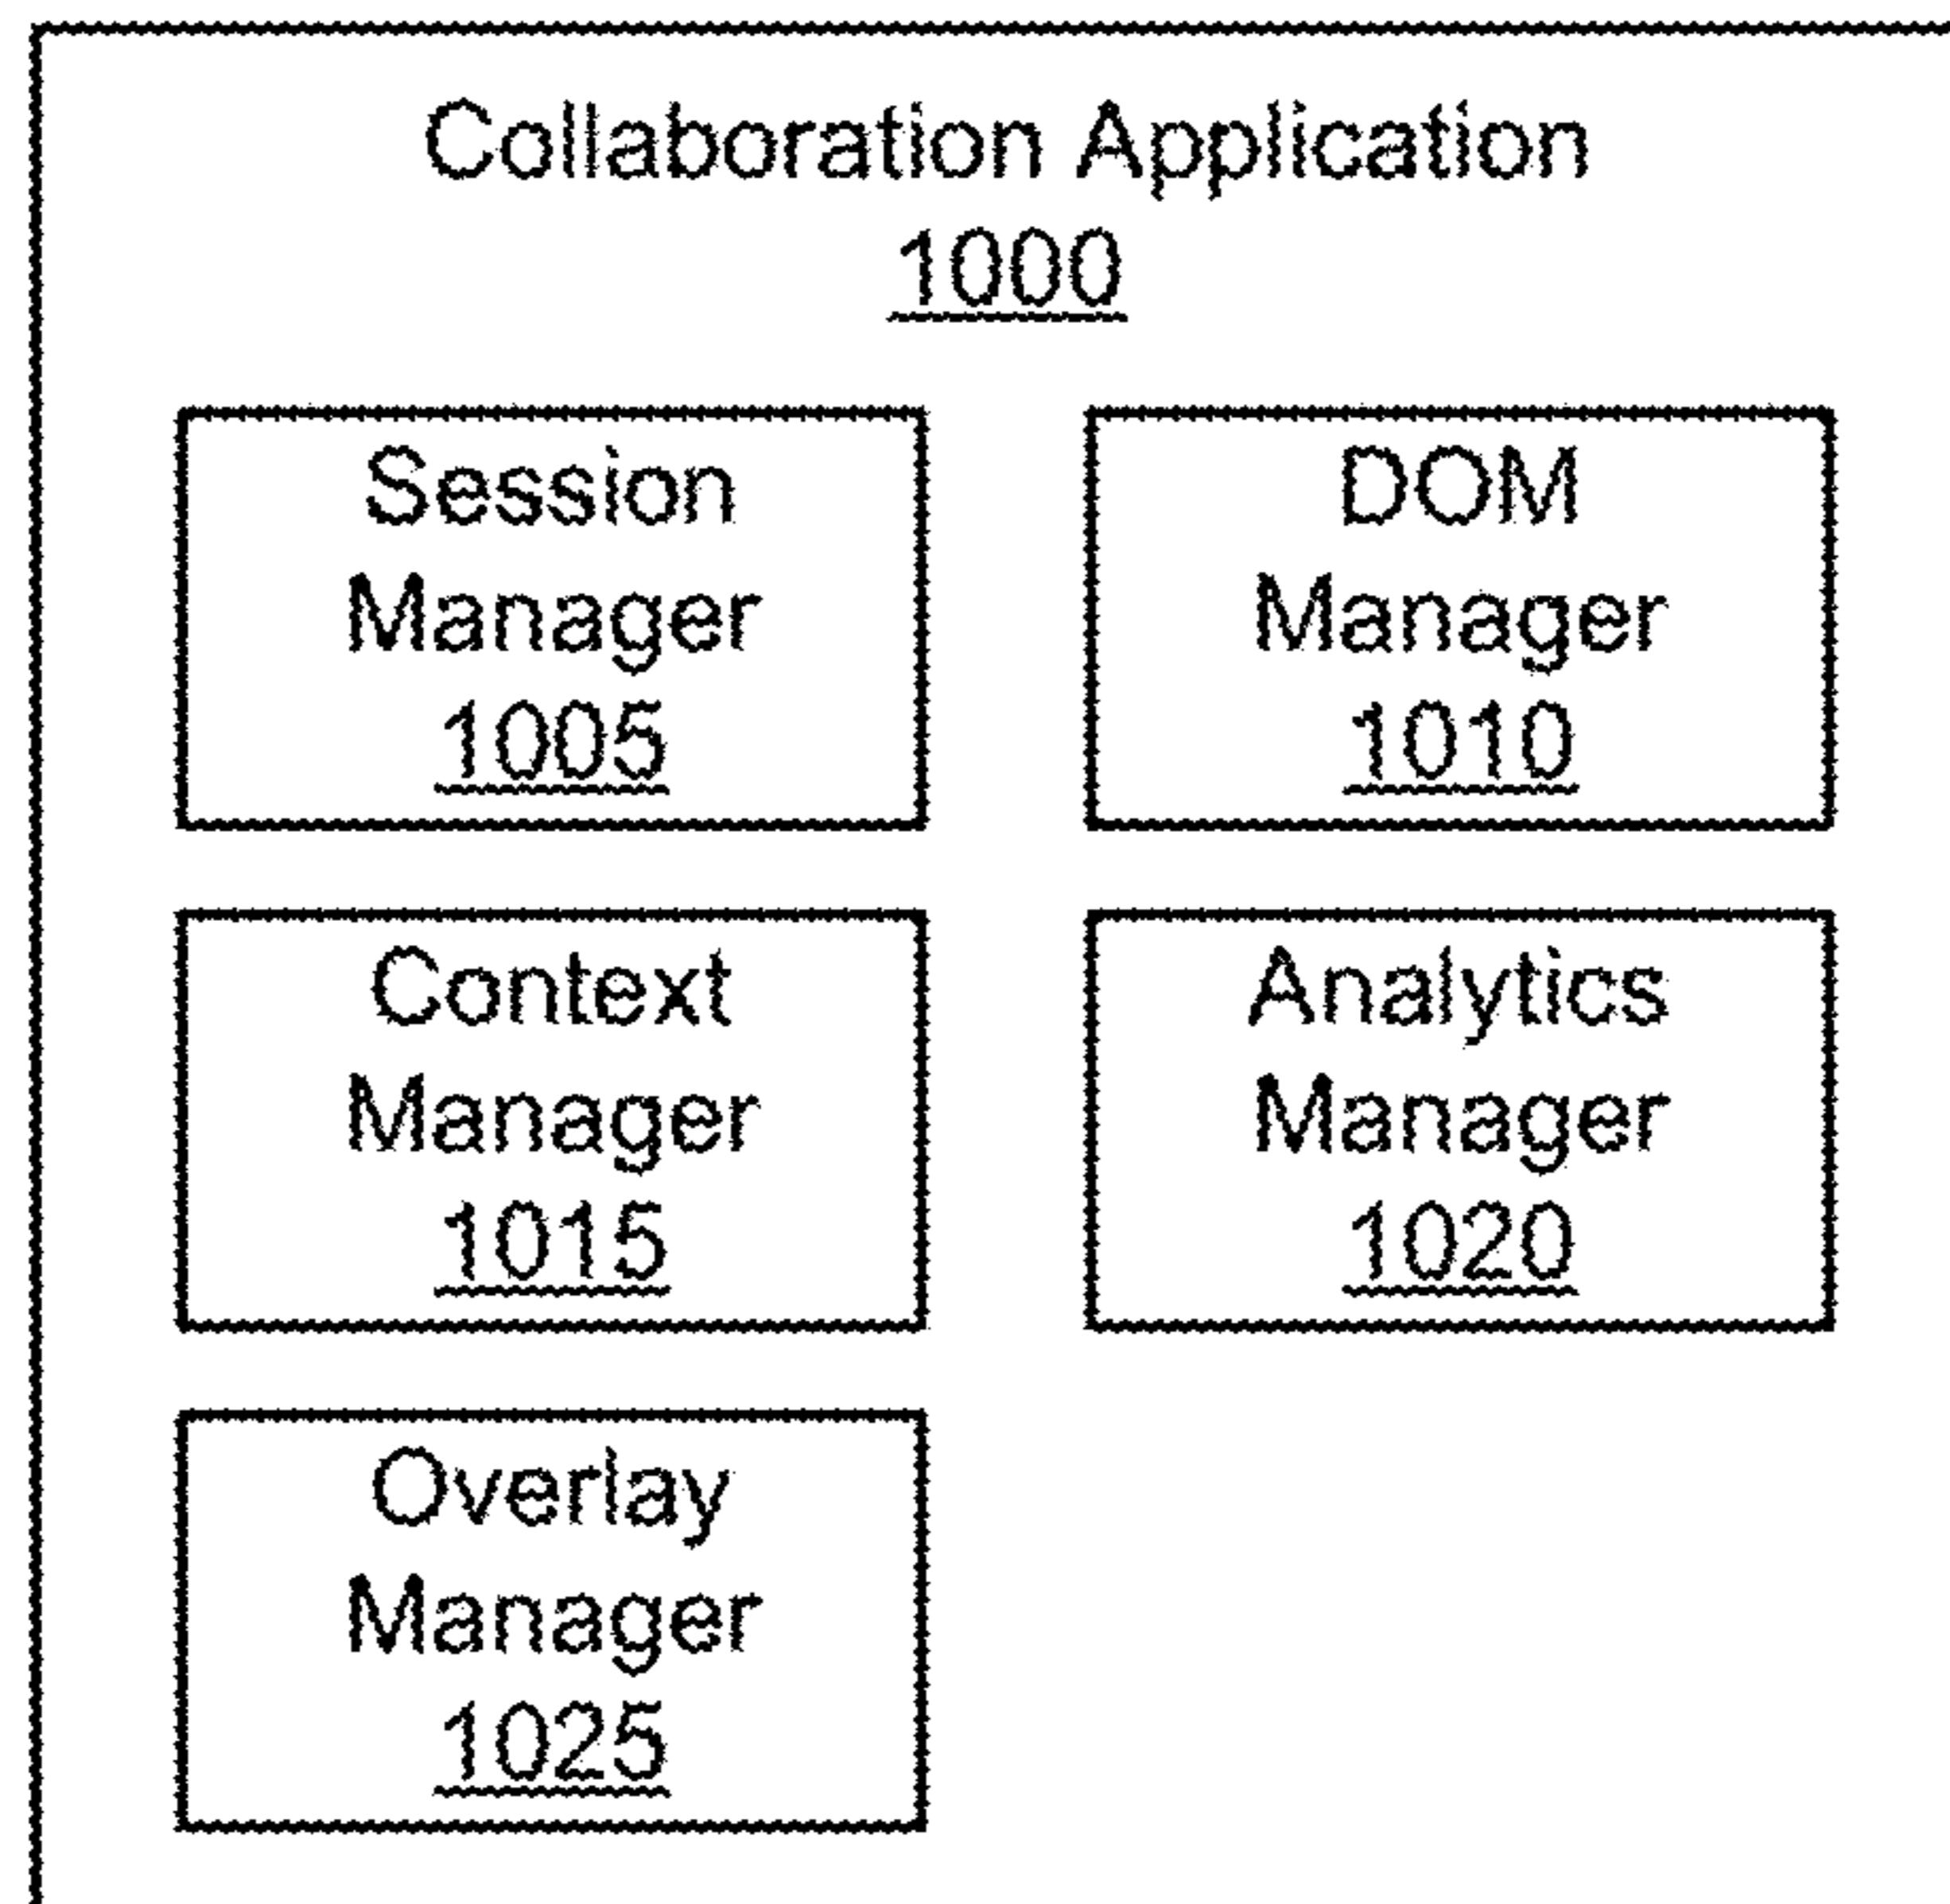 Collaboration Application
1000
Session
Manager
1005
DOM
Manager
1010
Context
Manager
1015
Analytics
Manager
1020
Overlay
Manager
1025